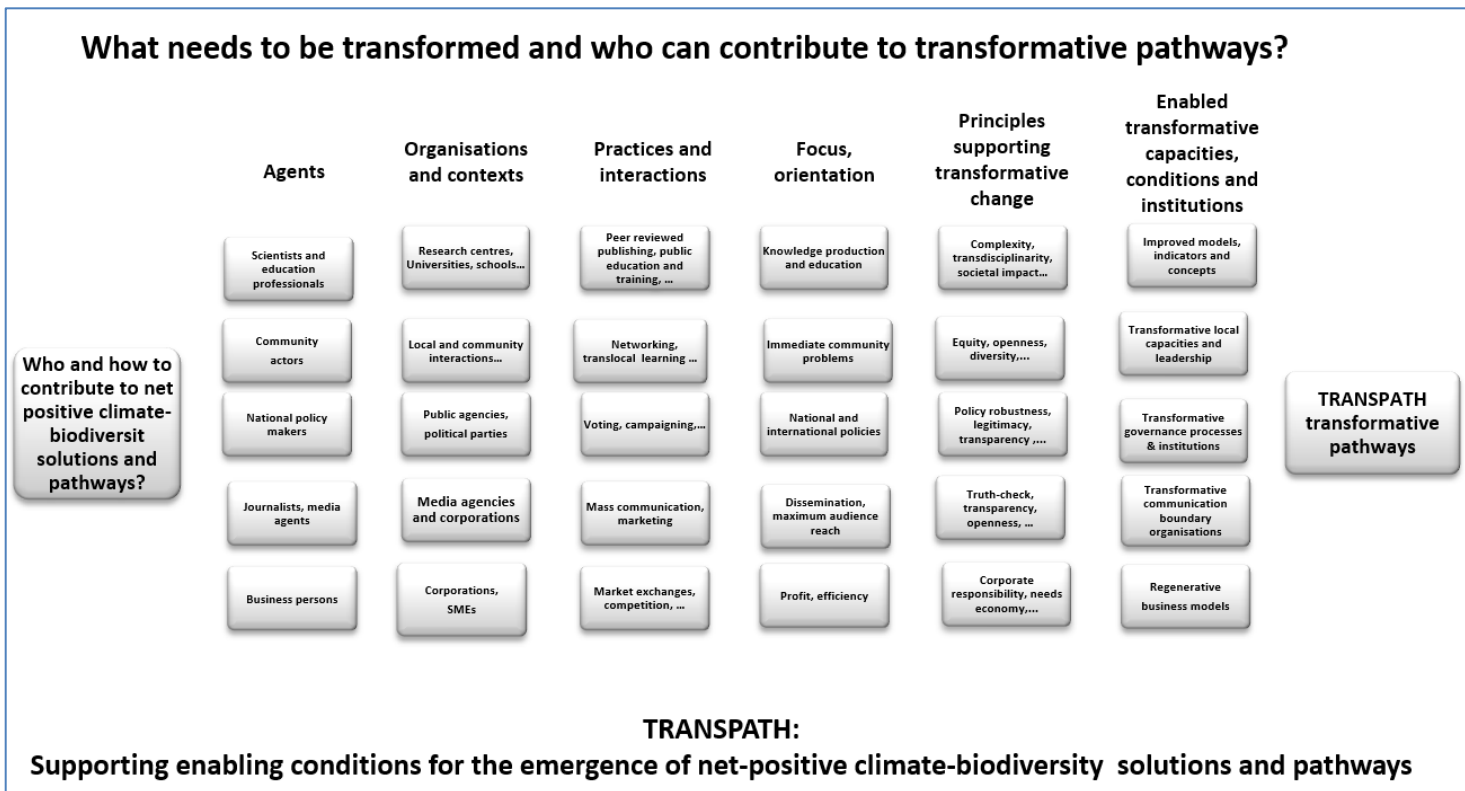 What needs to be transformed and who can contribute to transformative pathways?
Agents
Organisations
and contexts
Practices and
interactions
Focus,
orientation
Principles
supporting
transformative
change
Enabled
transformative
capacities,
conditions and
institutions
Who and how to
contribute to net
positive climate-
biodiversit
solutions and
pathways?
Scientists and
education
professionals
Research centres,
Universities, schools…
Peer reviewed
publishing, public
education and
training, …
Knowledge production
and education
Complexity,
transdisciplinarity,
societal impact…
Improved models,
indicators and
concepts
Community
actors
Local and community
interactions…
Networking,
translocal learning …
Immediate community
problems
Equity, openness,
diversity,...
Transformative local
capacities and
leadership
National policy
makers
Public agencies,
political parties
Voting, campaigning,…
National and
international policies
Policy robustness,
legitimacy,
transparency ,...
Transformative
governance processes
& institutions
Journalists, media
agents
Media agencies
and corporations
Mass communication,
marketing
Dissemination,
maximum audience
reach
Truth-check,
transparency,
openness, …
Transformative
communication
boundary
organisations
Business persons
Corporations,
SMEs
Market exchanges,
competition, …
Profit, efficiency
Corporate
responsibility, needs
economy,...
Regenerative
business models
TRANSPATH
transformative
pathways
TRANSPATH:
Supporting enabling conditions for the emergence of net-positive climate-biodiversity solutions and pathways